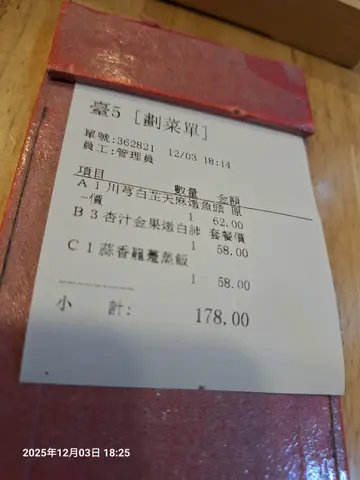 臺5 [劃菜單]
單號:362821 12/03 18:14
員工:管理員
項目 數量 金額
A 1 川芎白芷天麻燉魚頭 原
1 62.00
-價
B 3 杏汁金果燉白肺 套餐價
1 58.00
C 1 蒜香雞蔓蒸飯
1 58.00
小 計: 178.00
2025年12月03日 18:25